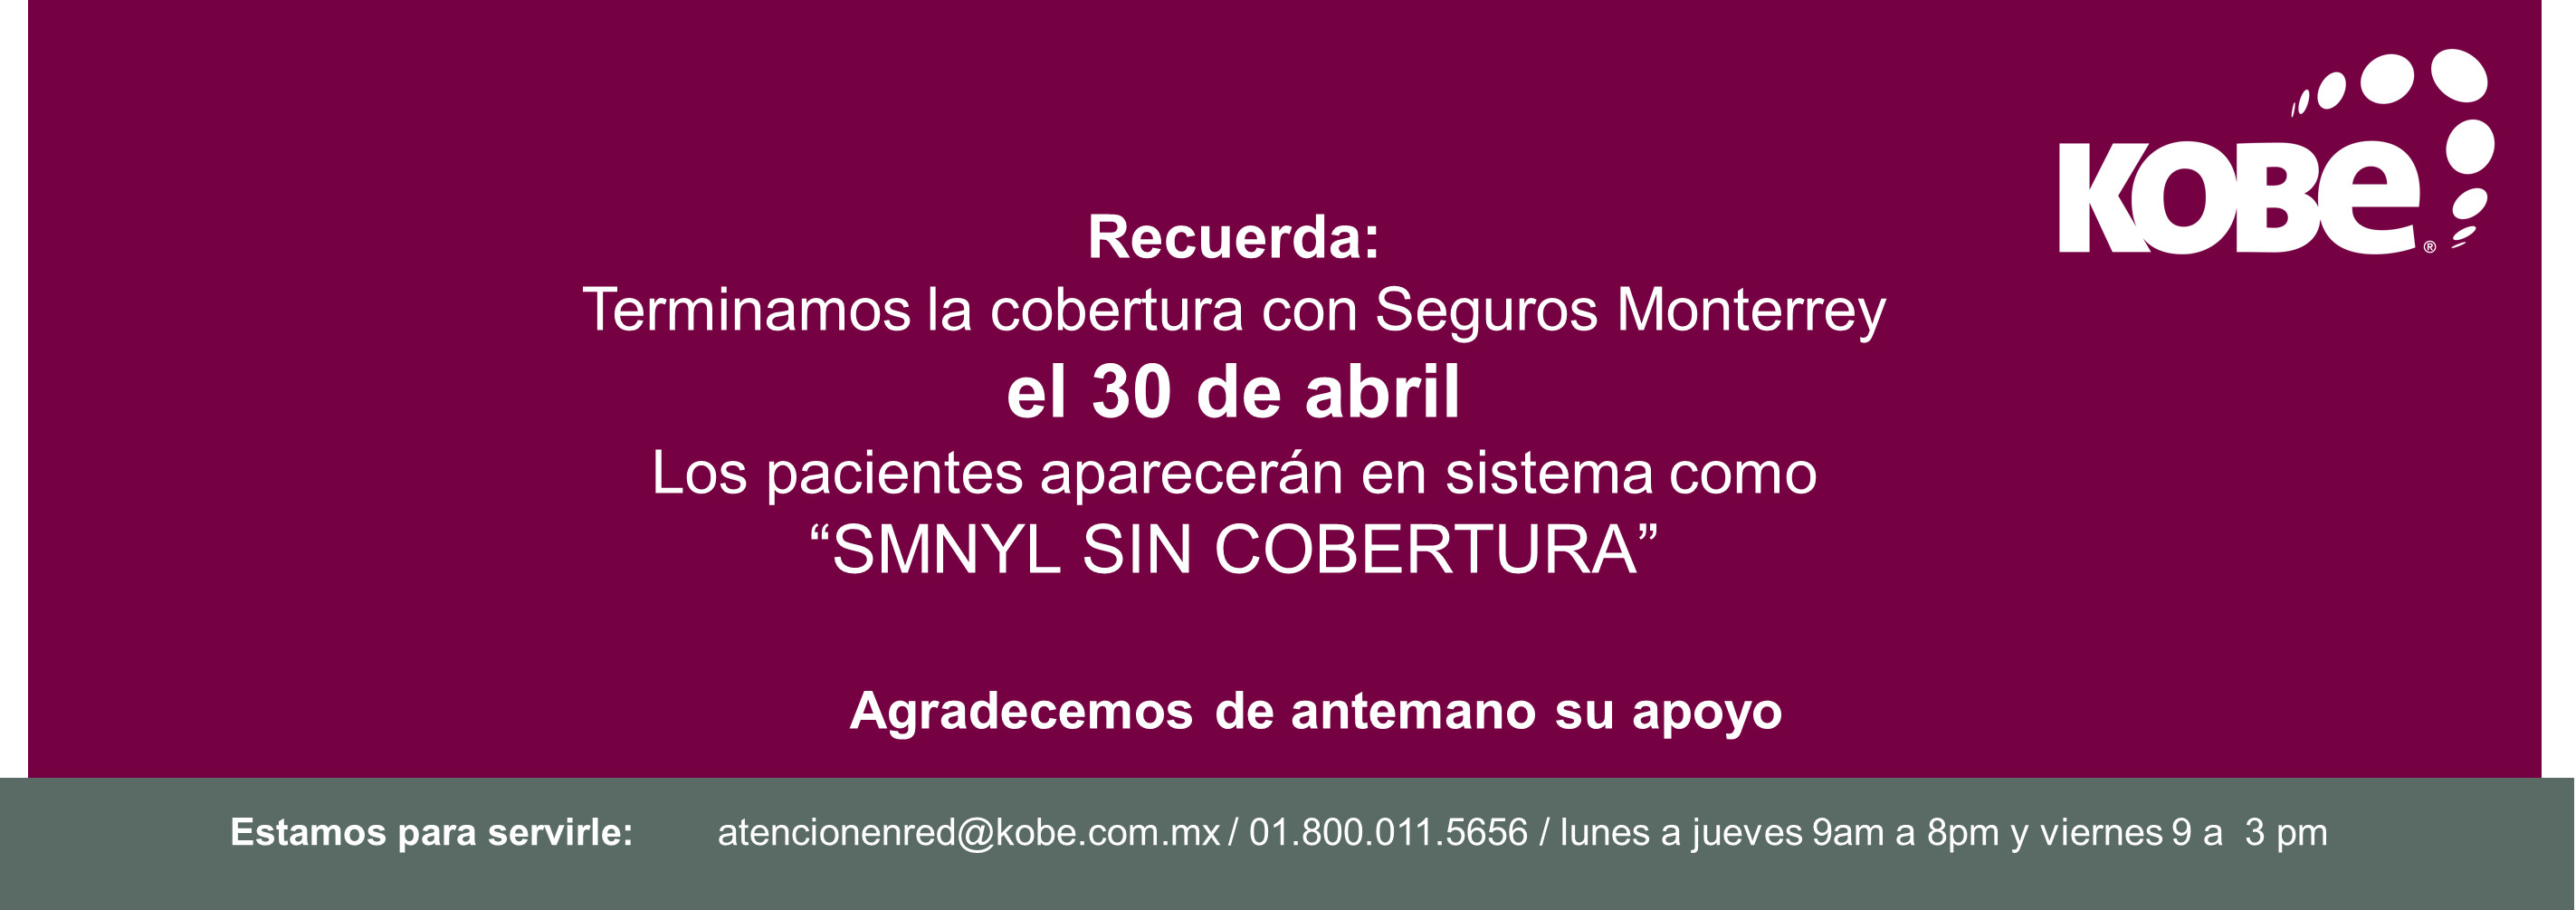 KOBe®
Recuerda:
Terminamos la cobertura con Seguros Monterrey
el 30 de abril
Los pacientes aparecerán en sistema como
“SMNYL SIN COBERTURA”
Agradecemos de antemano su apoyo
Estamos para servirle: atencionenred@kobe.com.mx / 01.800.011.5656 / lunes a jueves 9am a 8pm y viernes 9 a 3 pm